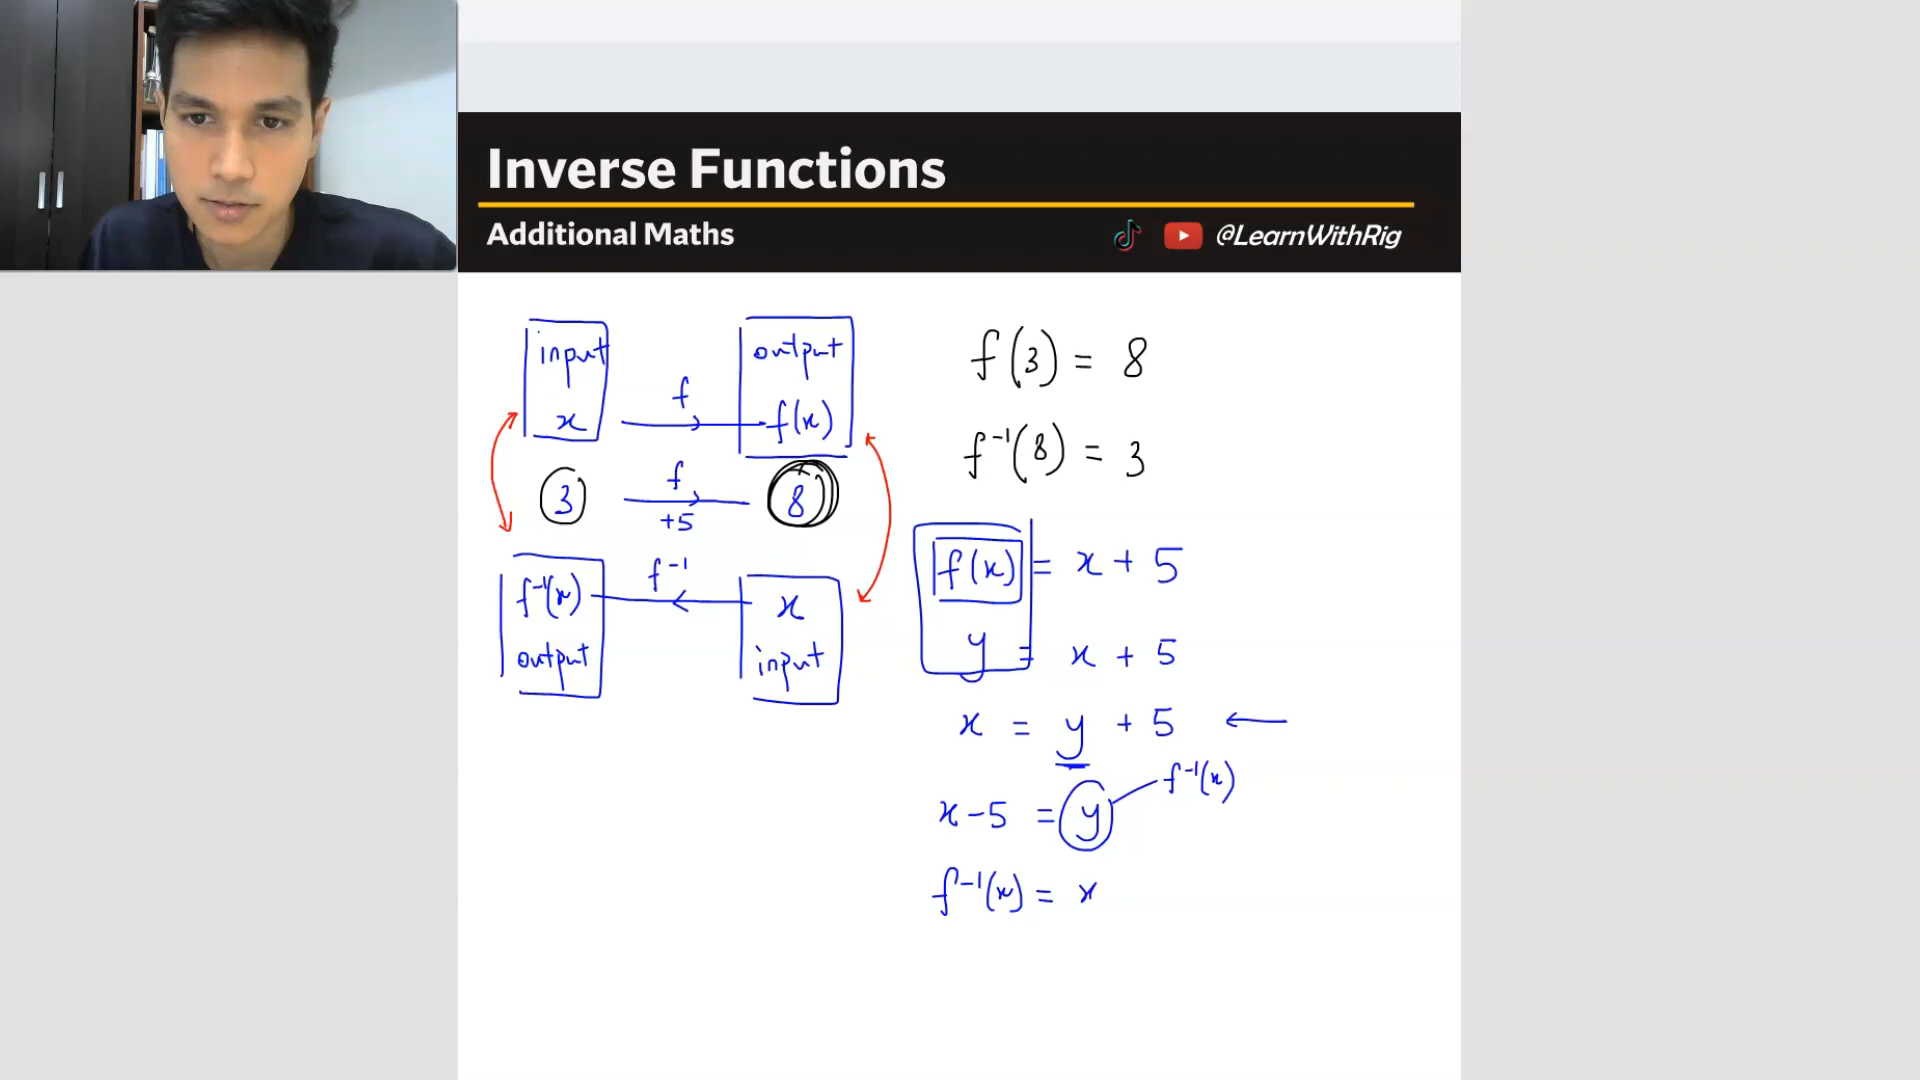 Inverse Functions
Additional Maths
@LearnWithRig
input
x
f
output
f(x)
3
f
+5
8
f⁻¹(x)
output
f⁻¹
x
input
f(3) = 8
f⁻¹(8) = 3
f(x) = x + 5
y = x + 5
x = y + 5
x - 5 = y
f⁻¹(x)
f⁻¹(x) = x